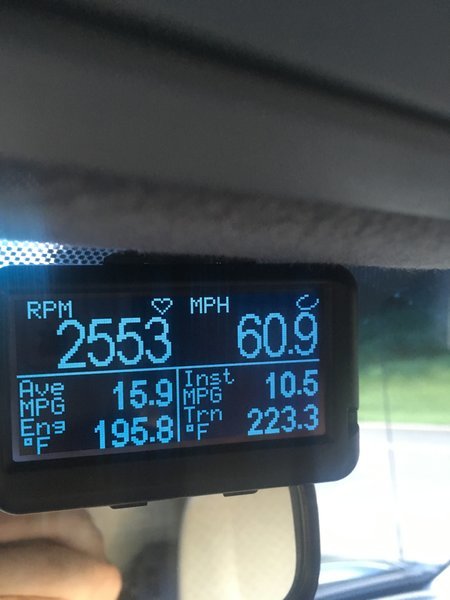 RPM MPH
2553 60.9
Ave MPG 15.9 Inst MPG 10.5
Eng °F 195.8 Trn °F 223.3